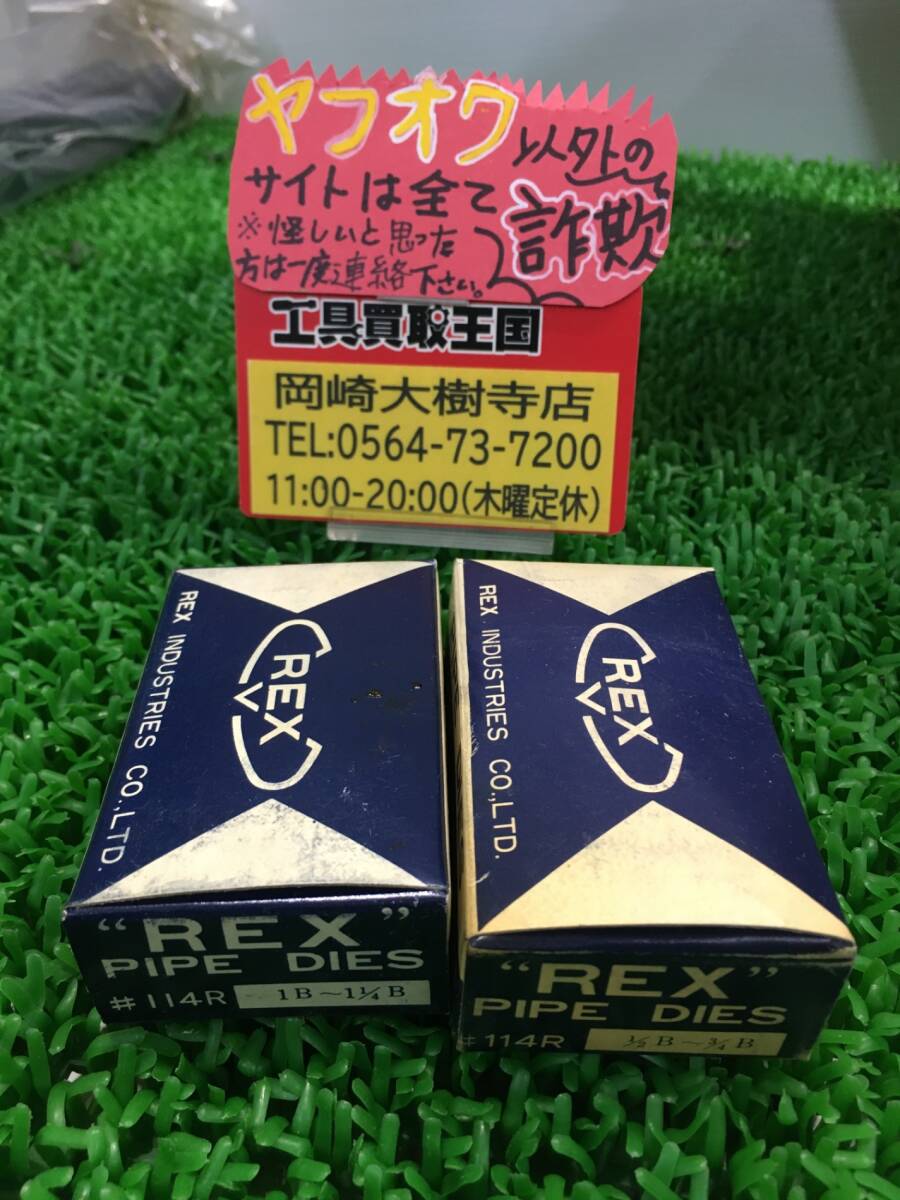 ヤフオク以外の
サイトは全て詐欺
※怪しいと思った
方は一度連絡下さい。
工具買取王国
岡崎大樹寺店
TEL:0564-73-7200
11:00-20:00(木曜定休)
REX INDUSTRIES CO.,LTD.
REX
"REX"
PIPE DIES
#114R 1B~1¼B
REX INDUSTRIES CO.,LTD.
REX
"REX"
PIPE DIES
#114R ½B~¾B